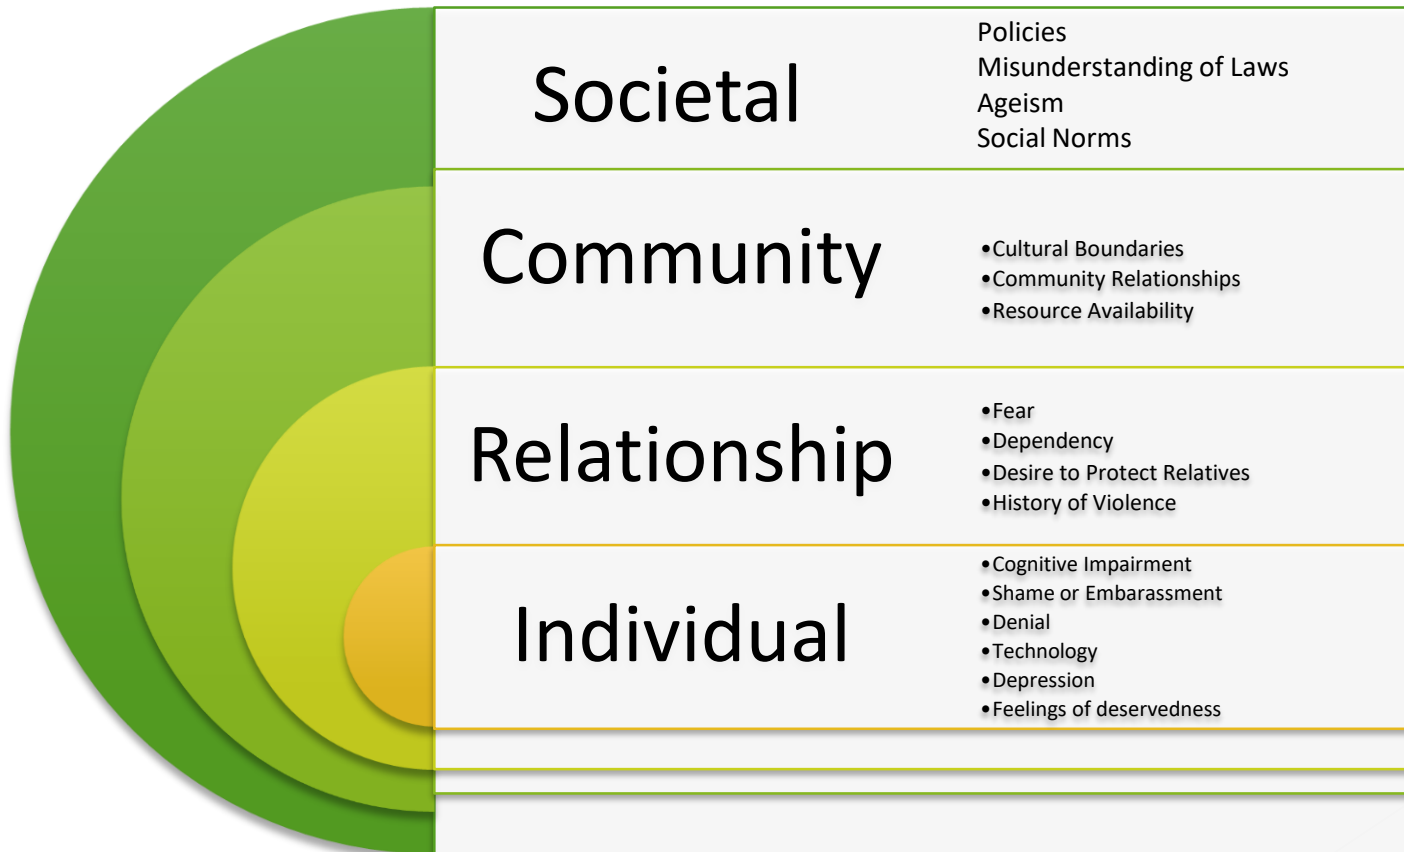 Societal
Policies
Misunderstanding of Laws
Ageism
Social Norms
Community
•Cultural Boundaries
•Community Relationships
•Resource Availability
Relationship
•Fear
•Dependency
•Desire to Protect Relatives
•History of Violence
Individual
•Cognitive Impairment
•Shame or Embarassment
•Denial
•Technology
•Depression
•Feelings of deservedness